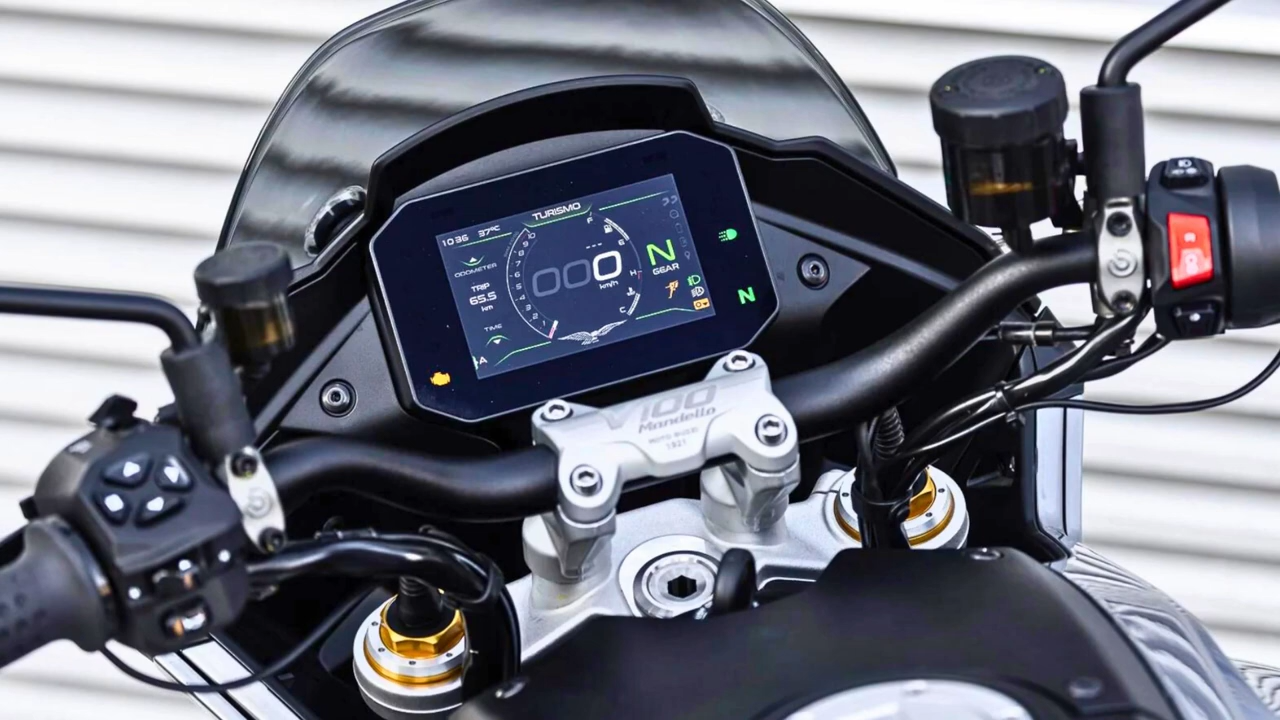 TURISMO
10:36 37°C
ODOMETER
TRIP
65.5
km
TIME
A
000
km/h
F
E
H
C
N
GEAR
N
V100
Mandello
MOTO GUZZI
1921